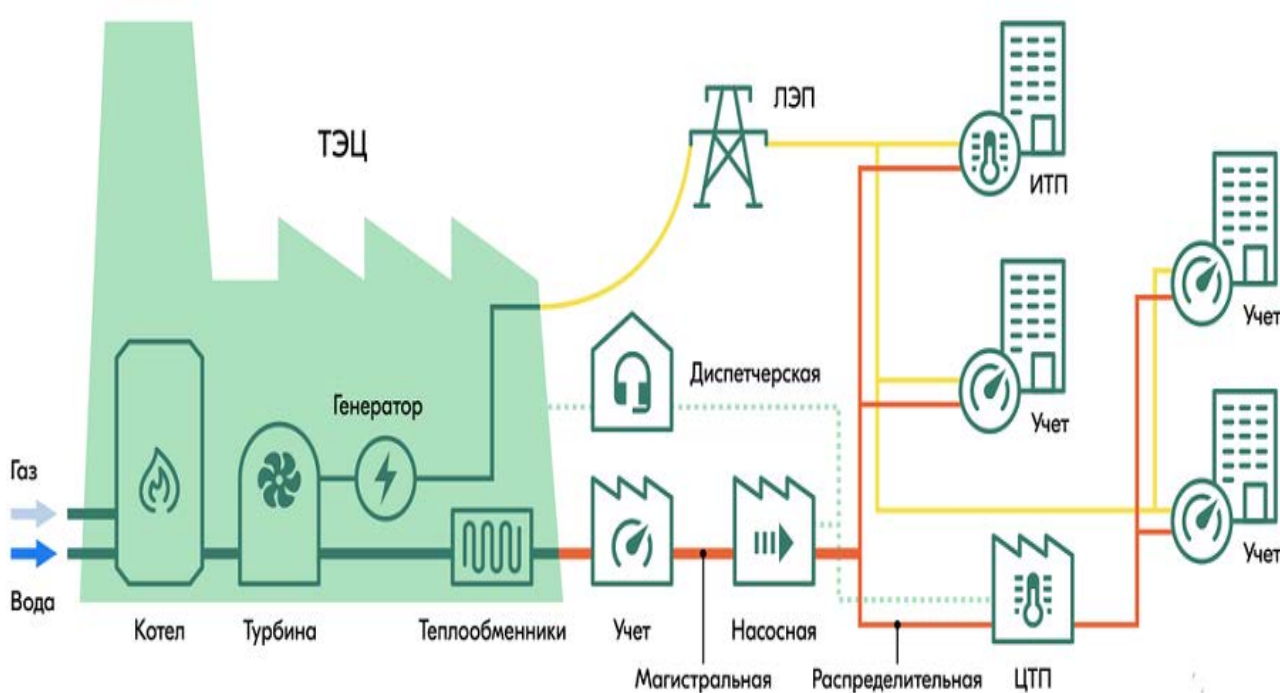 ЛЭП
ТЭЦ
ИТП
Учет
Диспетчерская
Генератор
Учет
Газ
Учет
Вода
Котел
Турбина
Теплообменники
Учет
Насосная
Магистральная
Распределительная
ЦТП